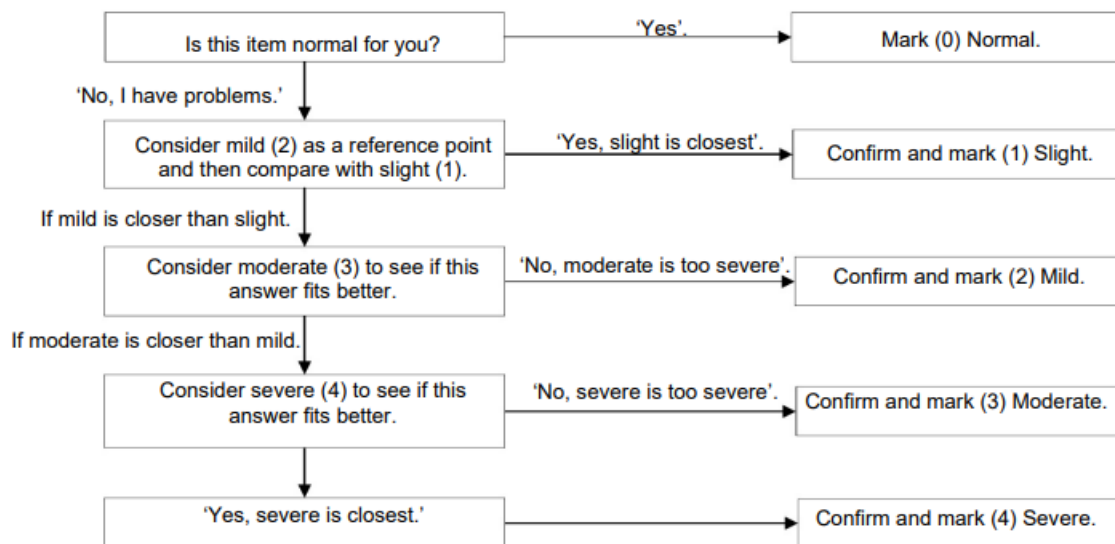 Is this item normal for you?
‘Yes’.
Mark (0) Normal.
‘No, I have problems.’
Consider mild (2) as a reference point
and then compare with slight (1).
‘Yes, slight is closest’.
Confirm and mark (1) Slight.
If mild is closer than slight.
Consider moderate (3) to see if this
answer fits better.
‘No, moderate is too severe’.
Confirm and mark (2) Mild.
If moderate is closer than mild.
Consider severe (4) to see if this
answer fits better.
‘No, severe is too severe’.
Confirm and mark (3) Moderate.
‘Yes, severe is closest.’
Confirm and mark (4) Severe.